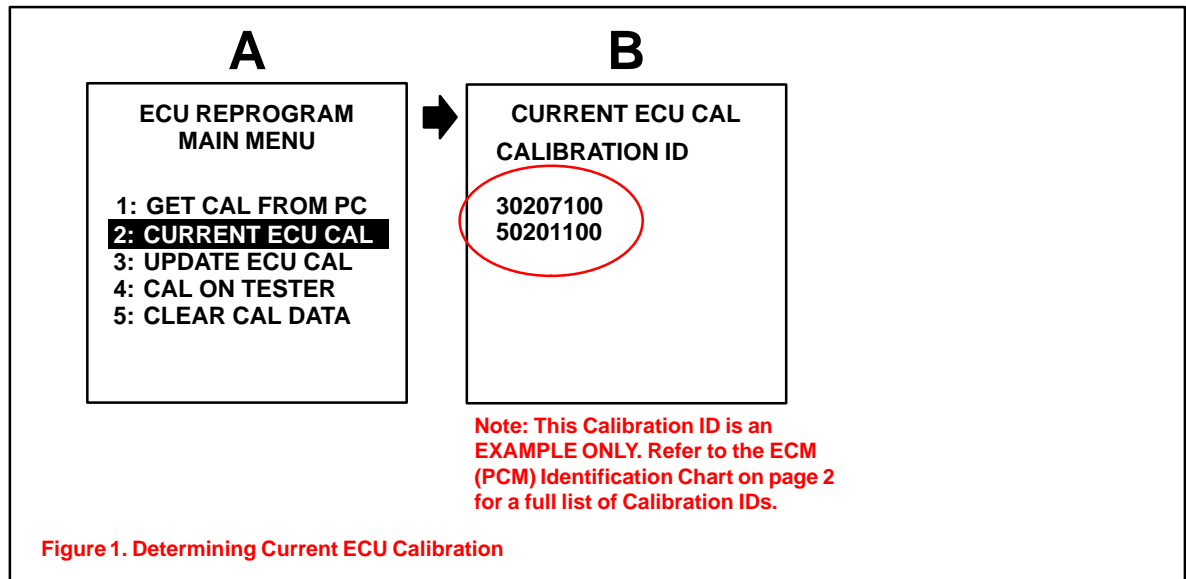 A
ECU REPROGRAM
MAIN MENU
1: GET CAL FROM PC
2: CURRENT ECU CAL
3: UPDATE ECU CAL
4: CAL ON TESTER
5: CLEAR CAL DATA
B
CURRENT ECU CAL
CALIBRATION ID
30207100
50201100
Note: This Calibration ID is an
EXAMPLE ONLY. Refer to the ECM
(PCM) Identification Chart on page 2
for a full list of Calibration IDs.
Figure 1. Determining Current ECU Calibration